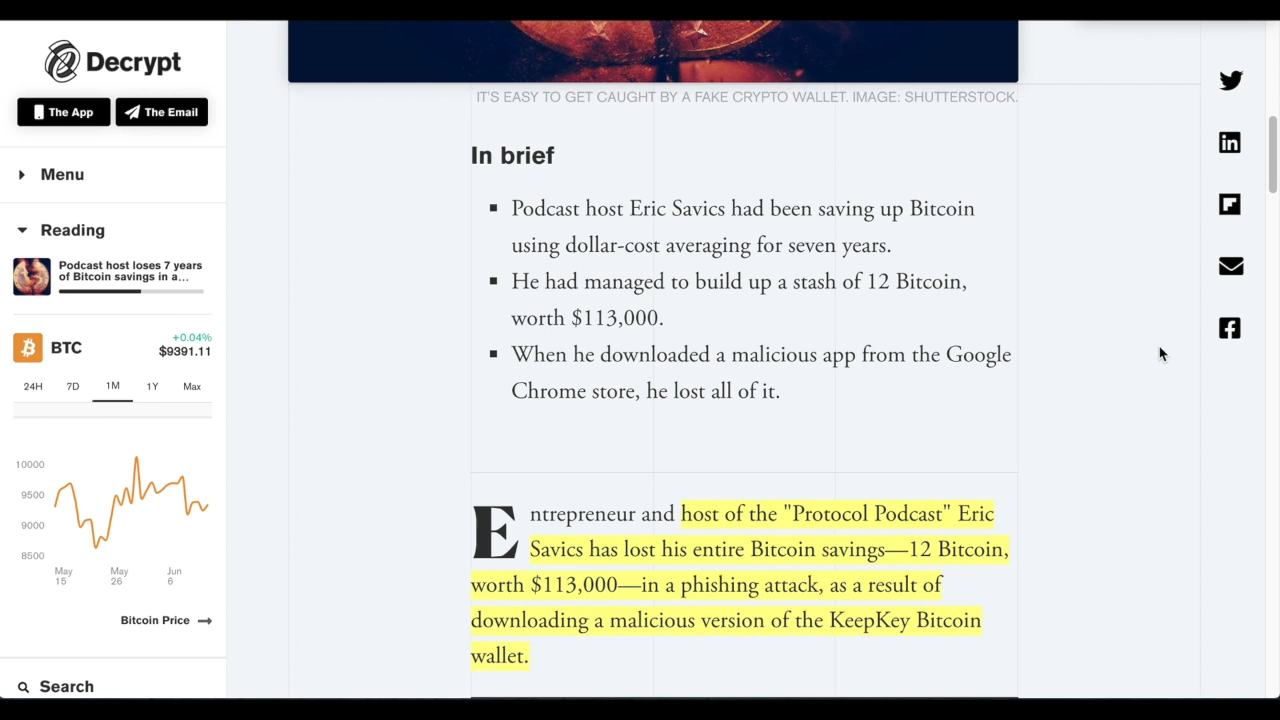 Decrypt
The App
The Email
Menu
Reading
Podcast host loses 7 years
of Bitcoin savings in a...
BTC
+0.04%
$9391.11
24H 7D 1M 1Y Max
10000
9500
9000
8500
May
15
May
26
Jun
6
Bitcoin Price
Search
IT'S EASY TO GET CAUGHT BY A FAKE CRYPTO WALLET. IMAGE: SHUTTERSTOCK.
In brief
Podcast host Eric Savics had been saving up Bitcoin
using dollar-cost averaging for seven years.
He had managed to build up a stash of 12 Bitcoin,
worth $113,000.
When he downloaded a malicious app from the Google
Chrome store, he lost all of it.
Entrepreneur and host of the "Protocol Podcast" Eric
Savics has lost his entire Bitcoin savings—12 Bitcoin,
worth $113,000—in a phishing attack, as a result of
downloading a malicious version of the KeepKey Bitcoin
wallet.